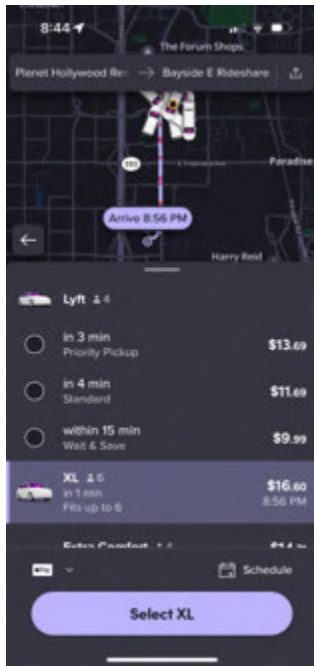 8:44
The Forum Shops
Planet Hollywood Re → Bayside E Rideshare
Paradise
Arrive 8:56 PM
Harry Reid
Lyft 4
in 3 min
Priority Pickup
$13.69
in 4 min
Standard
$11.69
within 15 min
Wait & Save
$9.99
XL 6
in 1 min
Fits up to 6
$16.60
8:56 PM
Extra Comfort 4
Schedule
Select XL